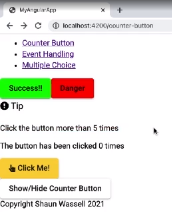 MyAngularApp
localhost:4200/counter-button
Counter Button
Event Handling
Multiple Choice
Success!! Danger
Tip
Click the button more than 5 times
The button has been clicked 0 times
Click Me!
Show/Hide Counter Button
Copyright Shaun Wassell 2021